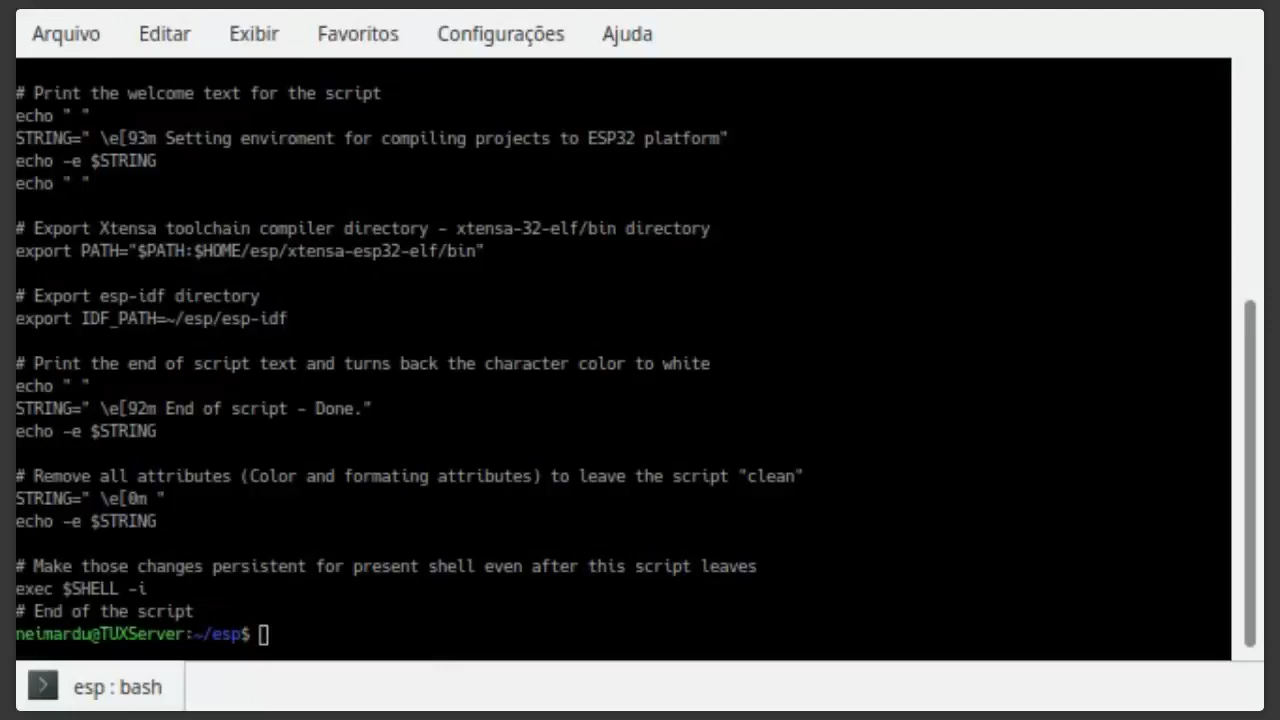 Arquivo Editar Exibir Favoritos Configurações Ajuda
# Print the welcome text for the script
echo " "
STRING=" \e[93m Setting enviroment for compiling projects to ESP32 platform"
echo -e $STRING
echo " "
# Export Xtensa toolchain compiler directory - xtensa-32-elf/bin directory
export PATH="$PATH:$HOME/esp/xtensa-esp32-elf/bin"
# Export esp-idf directory
export IDF_PATH=~/esp/esp-idf
# Print the end of script text and turns back the character color to white
echo " "
STRING=" \e[92m End of script - Done."
echo -e $STRING
# Remove all attributes (Color and formating attributes) to leave the script "clean"
STRING=" \e[0m "
echo -e $STRING
# Make those changes persistent for present shell even after this script leaves
exec $SHELL -i
# End of the script
neimardu@TUXServer:~/esp$
esp : bash